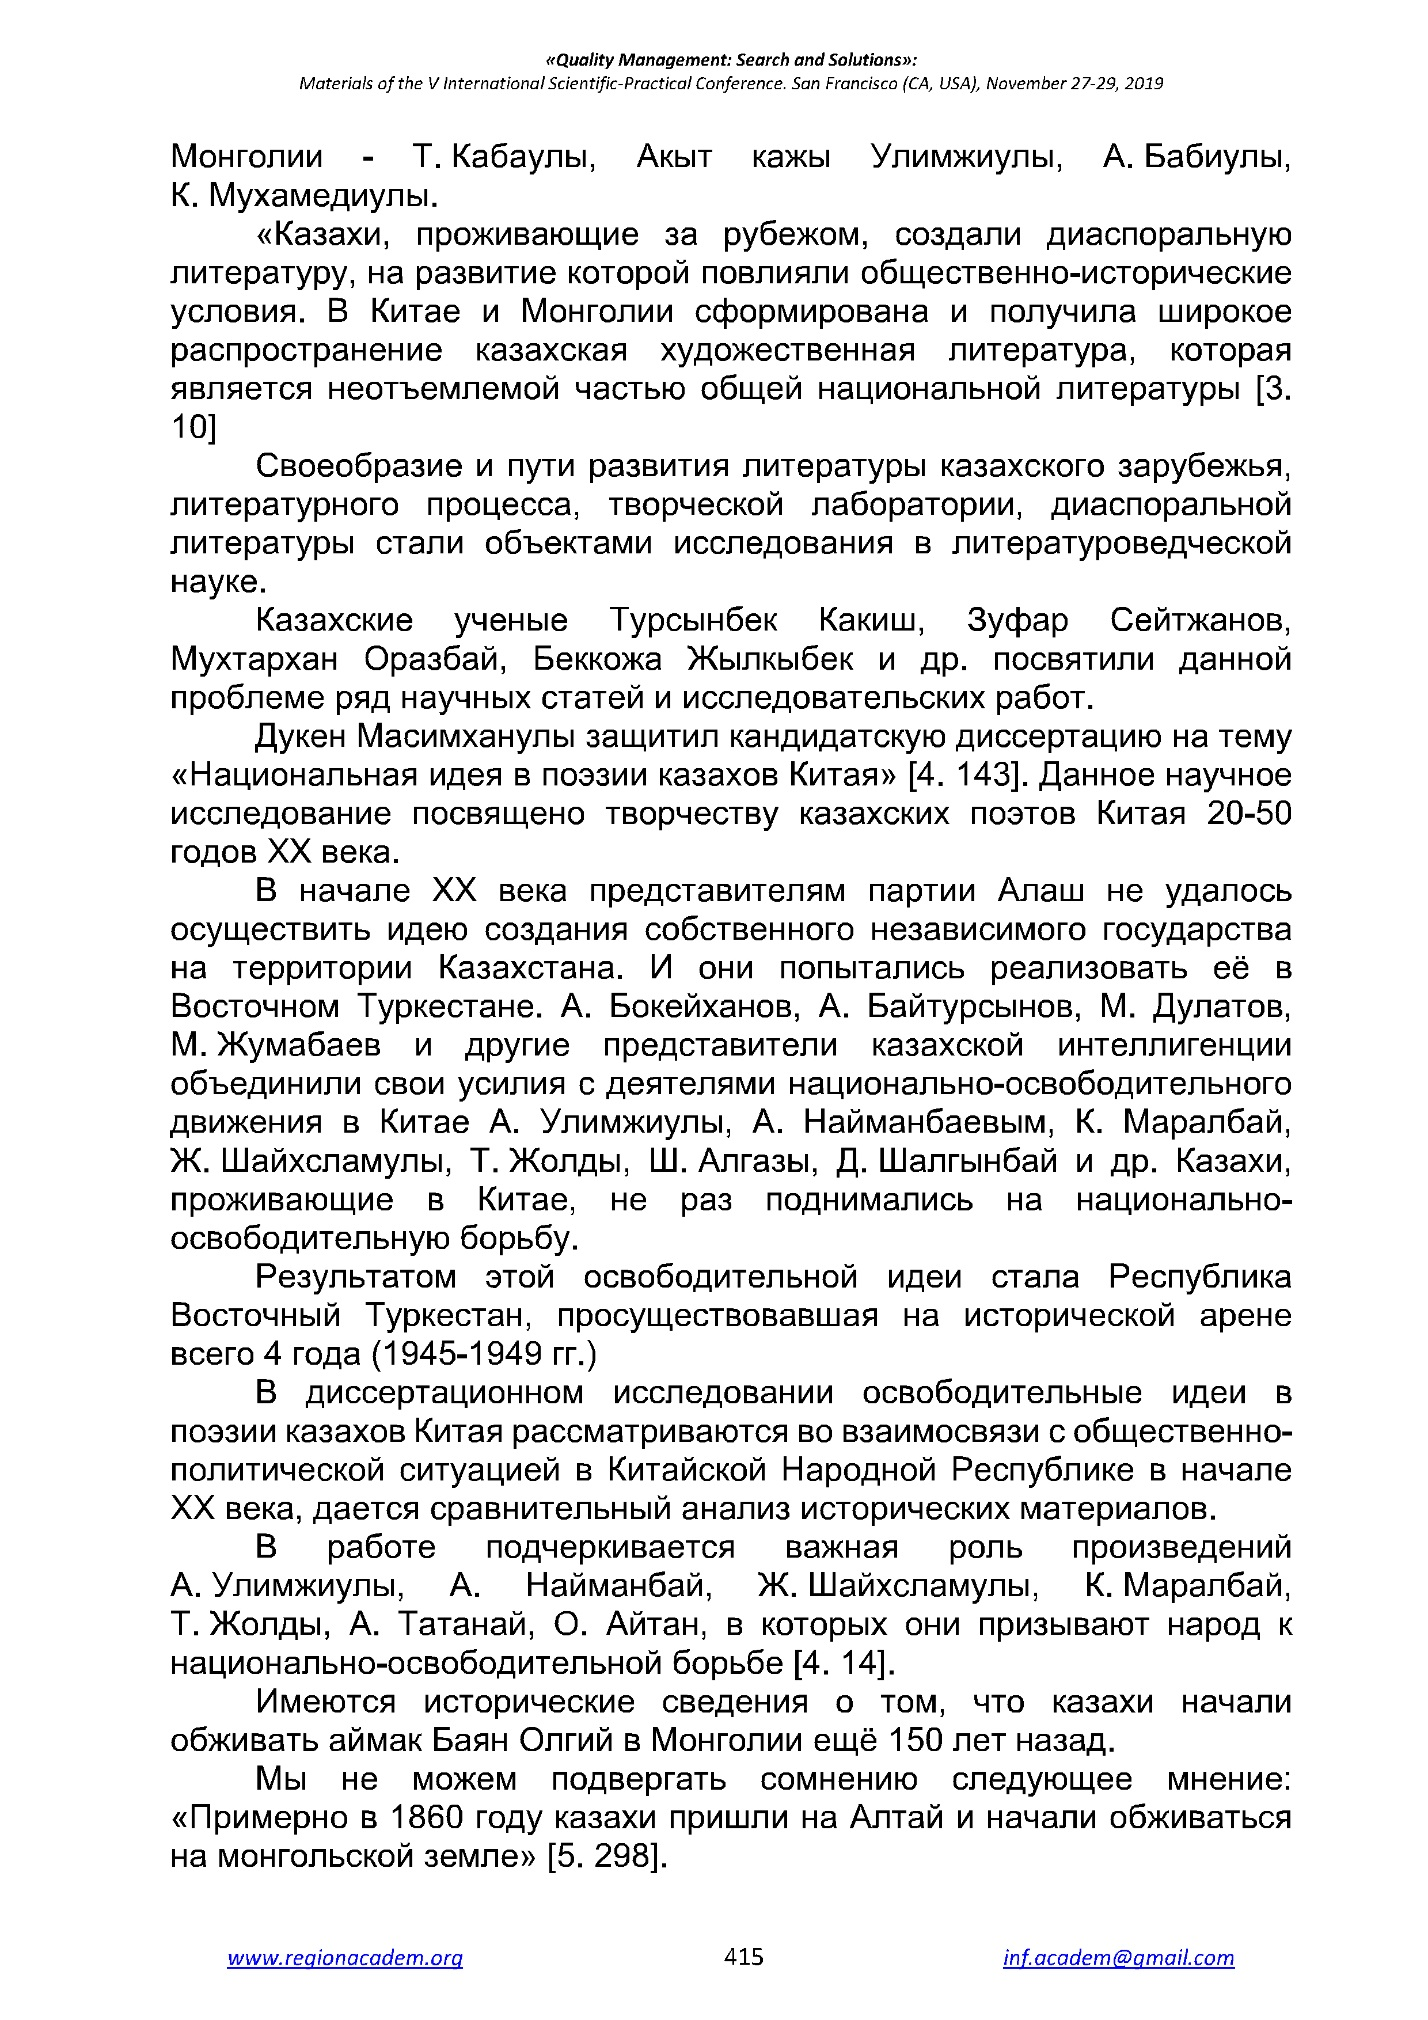 «Quality Management: Search and Solutions»:
Materials of the V International Scientific-Practical Conference. San Francisco (CA, USA), November 27-29, 2019
Монголии - Т. Кабаулы, Акыт кажы Улимжиулы, А. Бабиулы,
К. Мухамедиулы.
«Казахи, проживающие за рубежом, создали диаспоральную
литературу, на развитие которой повлияли общественно-исторические
условия. В Китае и Монголии сформирована и получила широкое
распространение казахская художественная литература, которая
является неотъемлемой частью общей национальной литературы [3.
10]
Своеобразие и пути развития литературы казахского зарубежья,
литературного процесса, творческой лаборатории, диаспоральной
литературы стали объектами исследования в литературоведческой
науке.
Казахские ученые Турсынбек Какиш, Зуфар Сейтжанов,
Мухтархан Оразбай, Беккожа Жылкыбек и др. посвятили данной
проблеме ряд научных статей и исследовательских работ.
Дукен Масимханулы защитил кандидатскую диссертацию на тему
«Национальная идея в поэзии казахов Китая» [4. 143]. Данное научное
исследование посвящено творчеству казахских поэтов Китая 20-50
годов ХХ века.
В начале ХХ века представителям партии Алаш не удалось
осуществить идею создания собственного независимого государства
на территории Казахстана. И они попытались реализовать её в
Восточном Туркестане. А. Бокейханов, А. Байтурсынов, М. Дулатов,
М. Жумабаев и другие представители казахской интеллигенции
объединили свои усилия с деятелями национально-освободительного
движения в Китае А. Улимжиулы, А. Найманбаевым, К. Маралбай,
Ж. Шайхсламулы, Т. Жолды, Ш. Алгазы, Д. Шалгынбай и др. Казахи,
проживающие в Китае, не раз поднимались на национально-
освободительную борьбу.
Результатом этой освободительной идеи стала Республика
Восточный Туркестан, просуществовавшая на исторической арене
всего 4 года (1945-1949 гг.)
В диссертационном исследовании освободительные идеи в
поэзии казахов Китая рассматриваются во взаимосвязи с общественно-
политической ситуацией в Китайской Народной Республике в начале
ХХ века, дается сравнительный анализ исторических материалов.
В работе подчеркивается важная роль произведений
А. Улимжиулы, А. Найманбай, Ж. Шайхсламулы, К. Маралбай,
Т. Жолды, А. Татанай, О. Айтан, в которых они призывают народ к
национально-освободительной борьбе [4. 14].
Имеются исторические сведения о том, что казахи начали
обживать аймак Баян Олгий в Монголии ещё 150 лет назад.
Мы не можем подвергать сомнению следующее мнение:
«Примерно в 1860 году казахи пришли на Алтай и начали обживаться
на монгольской земле» [5. 298].
www.regionacadem.org 415 inf.academ@gmail.com